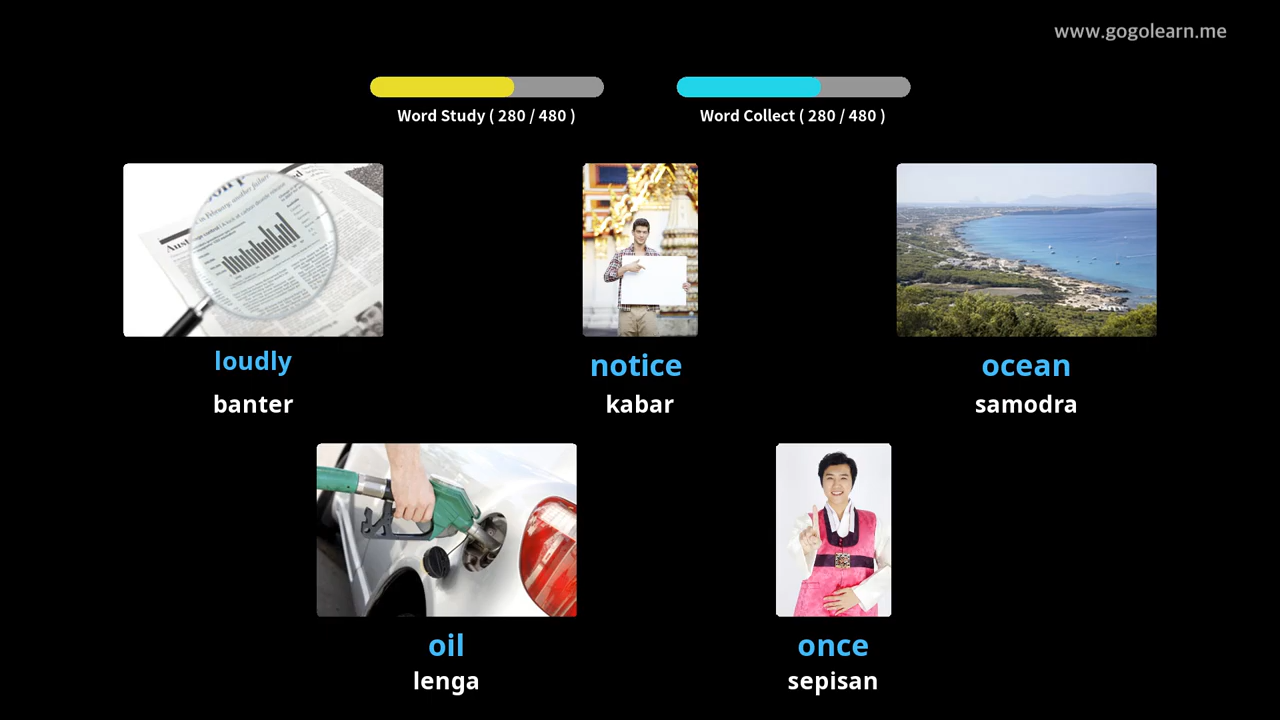 www.gogolearn.me
Word Study ( 280 / 480 )
Word Collect ( 280 / 480 )
loudly
banter
notice
kabar
ocean
samodra
oil
lenga
once
sepisan